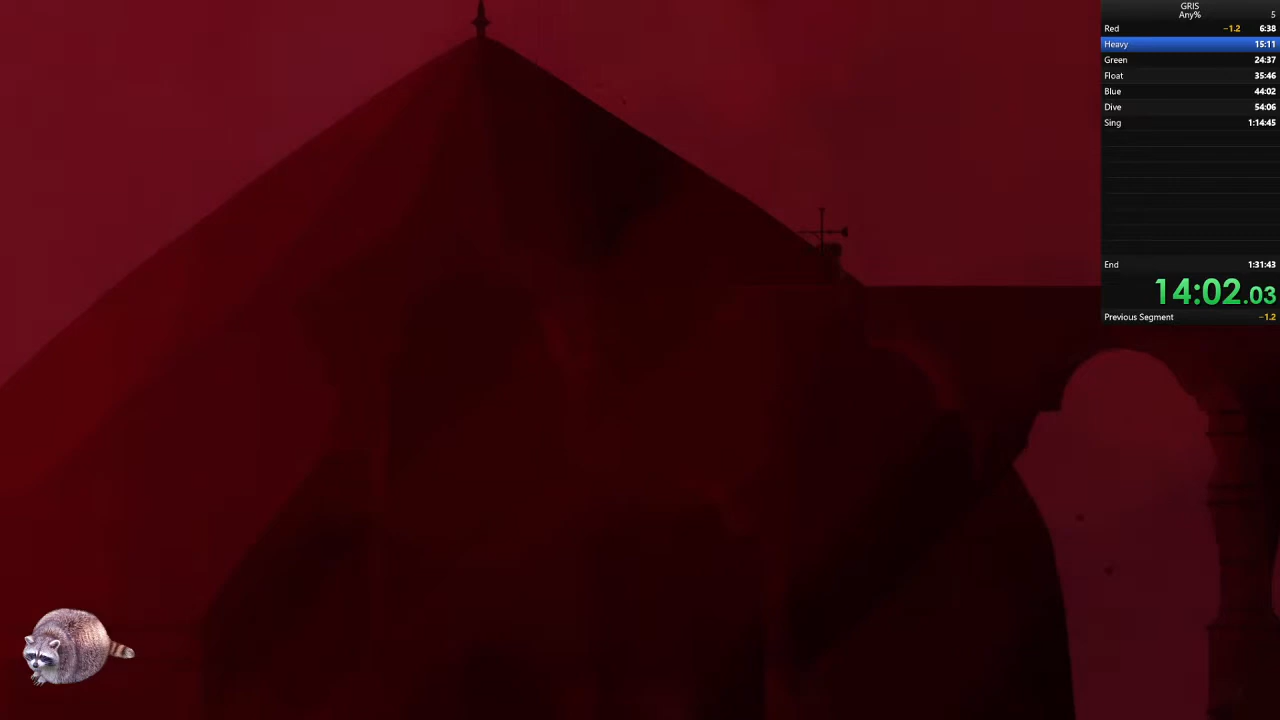 GRIS
Any% 5
Red −1.2 6:38
Heavy 15:11
Green 24:37
Float 35:46
Blue 44:02
Dive 54:06
Sing 1:14:45
End 1:31:43
14:02.03
Previous Segment −1.2